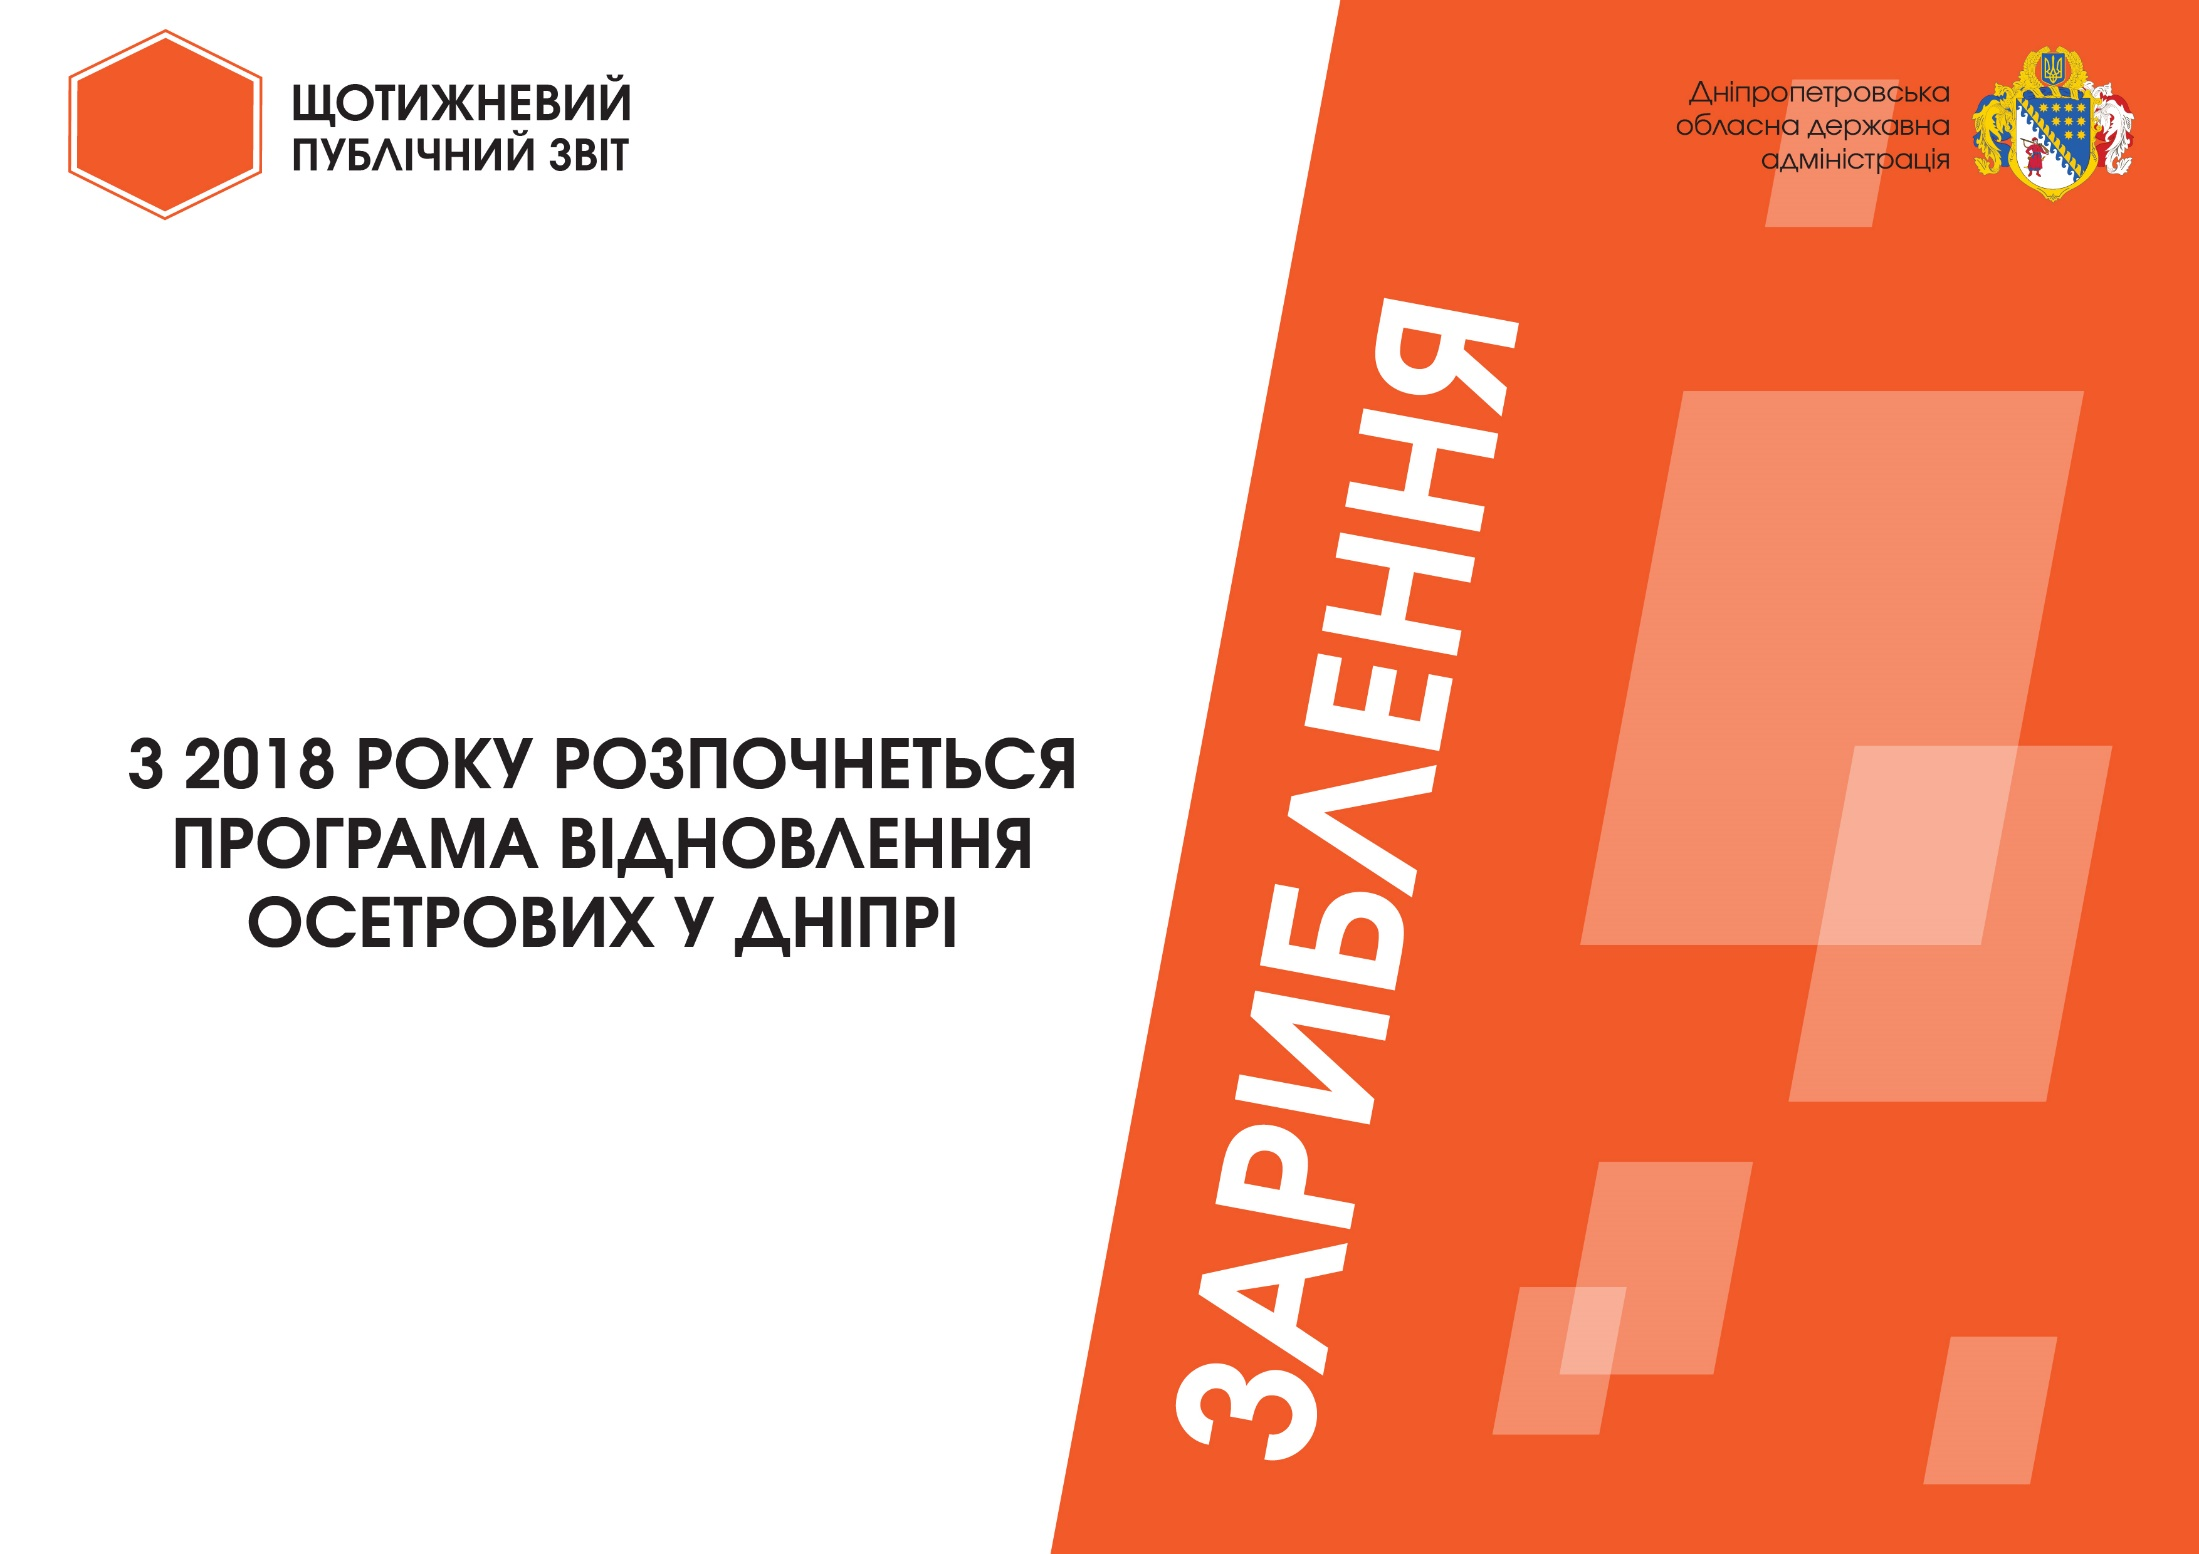 ЩОТИЖНЕВИЙ
ПУБЛІЧНИЙ ЗВІТ
Дніпропетровська
обласна державна
адміністрація
З 2018 РОКУ РОЗПОЧНЕТЬСЯ
ПРОГРАМА ВІДНОВЛЕННЯ
ОСЕТРОВИХ У ДНІПРІ
ЗАРИБЛЕННЯ